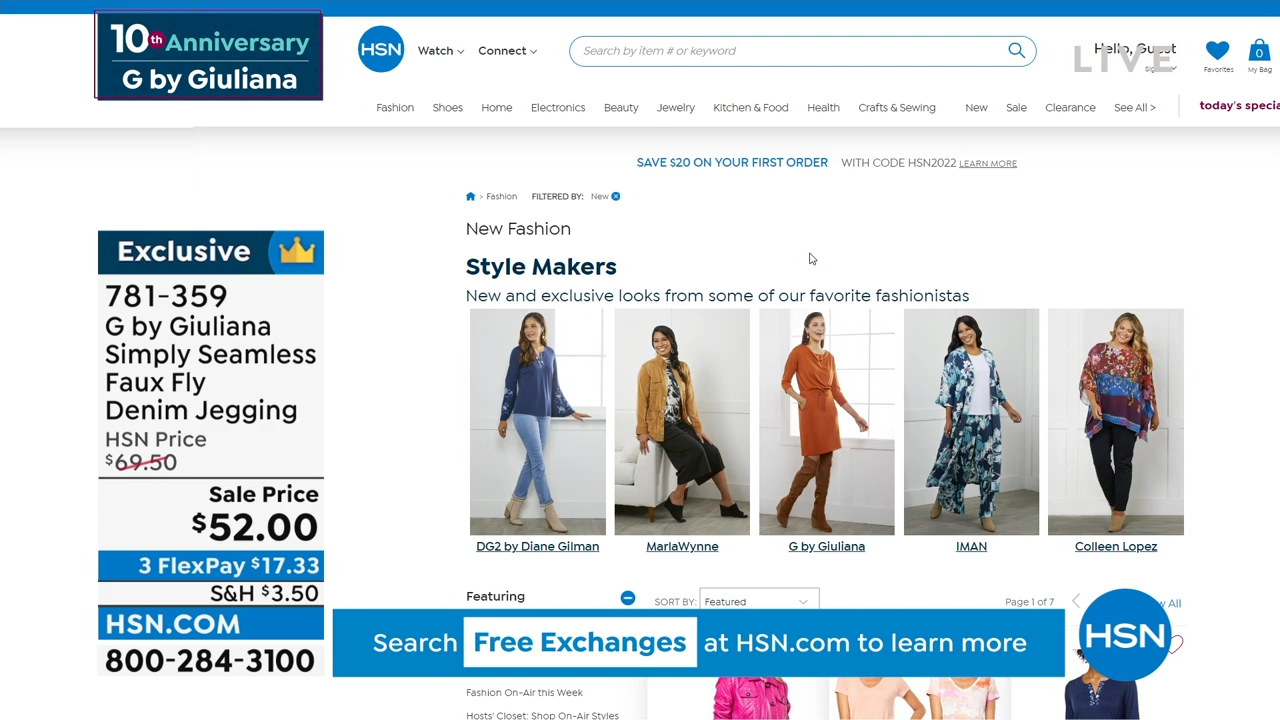 10th Anniversary
G by Giuliana
HSN
Watch
Connect
Search by item # or keyword
Hello, Guest
LIVE
Favorites
0
My Bag
Fashion Shoes Home Electronics Beauty Jewelry Kitchen & Food Health Crafts & Sewing New Sale Clearance See All > today's specia
SAVE $20 ON YOUR FIRST ORDER WITH CODE HSN2022 LEARN MORE
> Fashion FILTERED BY: New
New Fashion
Style Makers
New and exclusive looks from some of our favorite fashionistas
DG2 by Diane Gilman MarlaWynne G by Giuliana IMAN Colleen Lopez
Featuring
SORT BY: Featured
Page 1 of 7
All
Fashion On-Air this Week
Hosts' Closet: Shop On-Air Styles
Exclusive
781-359
G by Giuliana
Simply Seamless
Faux Fly
Denim Jegging
HSN Price
$69.50
Sale Price
$52.00
3 FlexPay $17.33
S&H $3.50
HSN.COM
800-284-3100
Search Free Exchanges at HSN.com to learn more
HSN